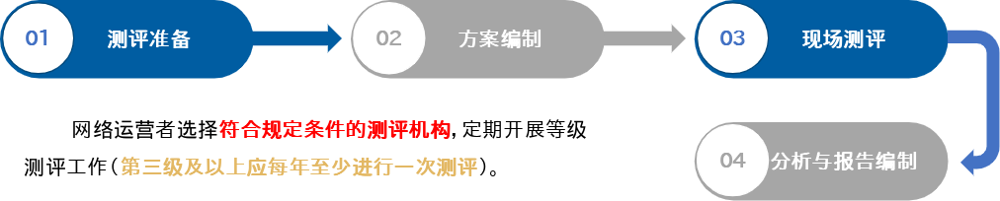 01 测评准备
02 方案编制
03 现场测评
网络运营者选择符合规定条件的测评机构，定期开展等级
测评工作（第三级及以上应每年至少进行一次测评）。
04 分析与报告编制